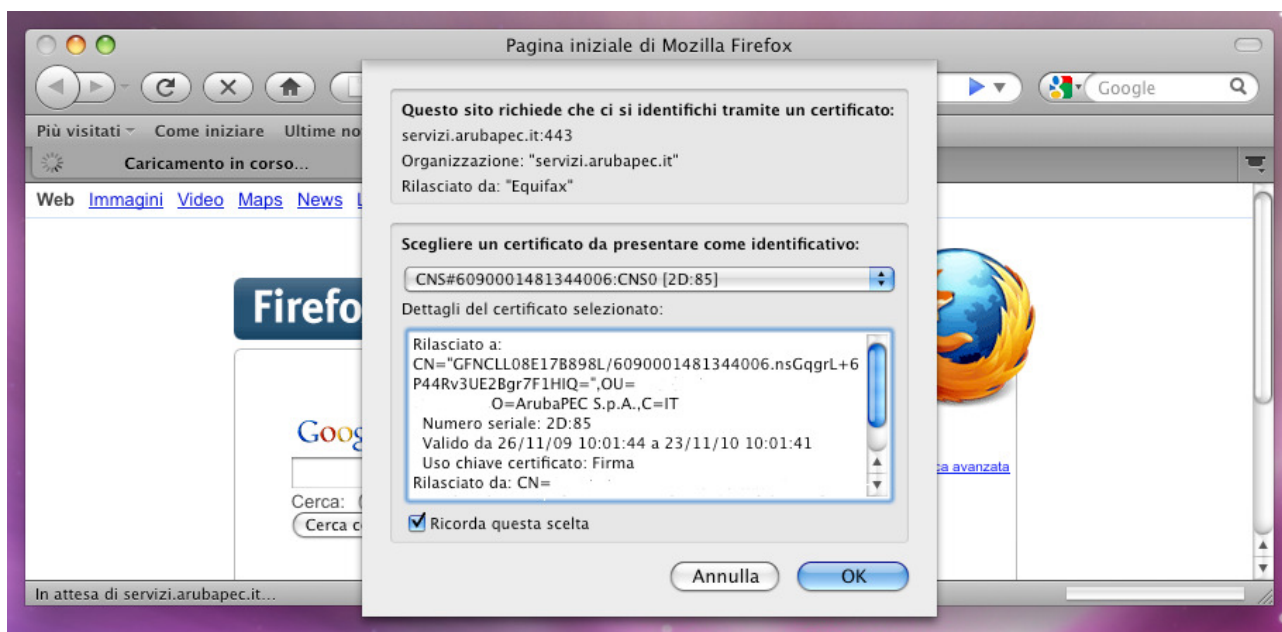 Pagina iniziale di Mozilla Firefox
Google
Più visitati Come iniziare Ultime no
Caricamento in corso...
Web Immagini Video Maps News
Firefo
Goog
Cerca:
Cerca c
ca avanzata
Questo sito richiede che ci si identifichi tramite un certificato:
servizi.arubapec.it:443
Organizzazione: "servizi.arubapec.it"
Rilasciato da: "Equifax"
Scegliere un certificato da presentare come identificativo:
CNS#6090001481344006:CNS0 [2D:85]
Dettagli del certificato selezionato:
Rilasciato a:
CN="GFNCLL08E17B898L/6090001481344006.nsGqgrL+6
P44Rv3UE2Bgr7F1HIQ=",OU=
O=ArubaPEC S.p.A.,C=IT
Numero seriale: 2D:85
Valido da 26/11/09 10:01:44 a 23/11/10 10:01:41
Uso chiave certificato: Firma
Rilasciato da: CN=
Ricorda questa scelta
Annulla OK
In attesa di servizi.arubapec.it...